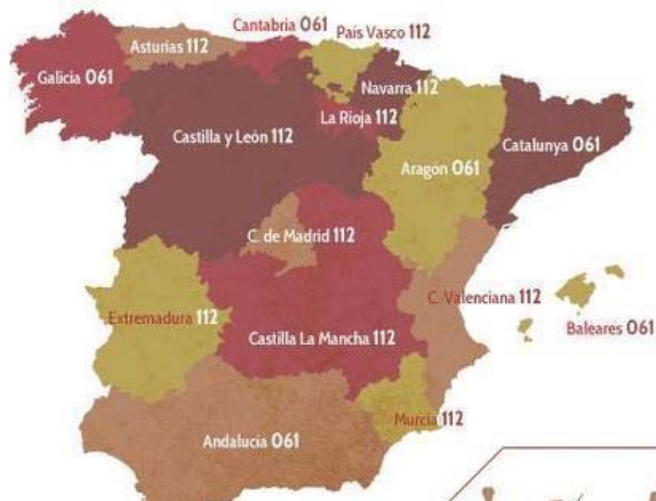 Cantabria 061
País Vasco 112
Asturias 112
Galicia 061
Navarra 112
La Rioja 112
Castilla y León 112
Catalunya 061
Aragón 061
C. de Madrid 112
C. Valenciana 112
Extremadura 112
Baleares 061
Castilla La Mancha 112
Murcia 112
Andalucía 061